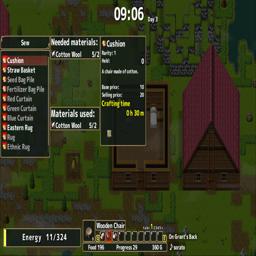 09:06
Day 3
Sew
Cushion
Straw Basket
Seed Bag Pile
Fertilizer Bag Pile
Red Curtain
Green Curtain
Blue Curtain
Eastern Rug
Rug
Ethnic Rug
Needed materials:
Cotton Wool 5/2
Materials used:
Cotton Wool 5/2
Cushion
Rarity: 1
Held: 0
A chair made of cotton.
Base price: 10
Selling price: 20
Crafting time
0 h 30 m
Energy 11/324
Wooden Chair
Food 196
Progress 29
360 G
On Grant's Back
sorato